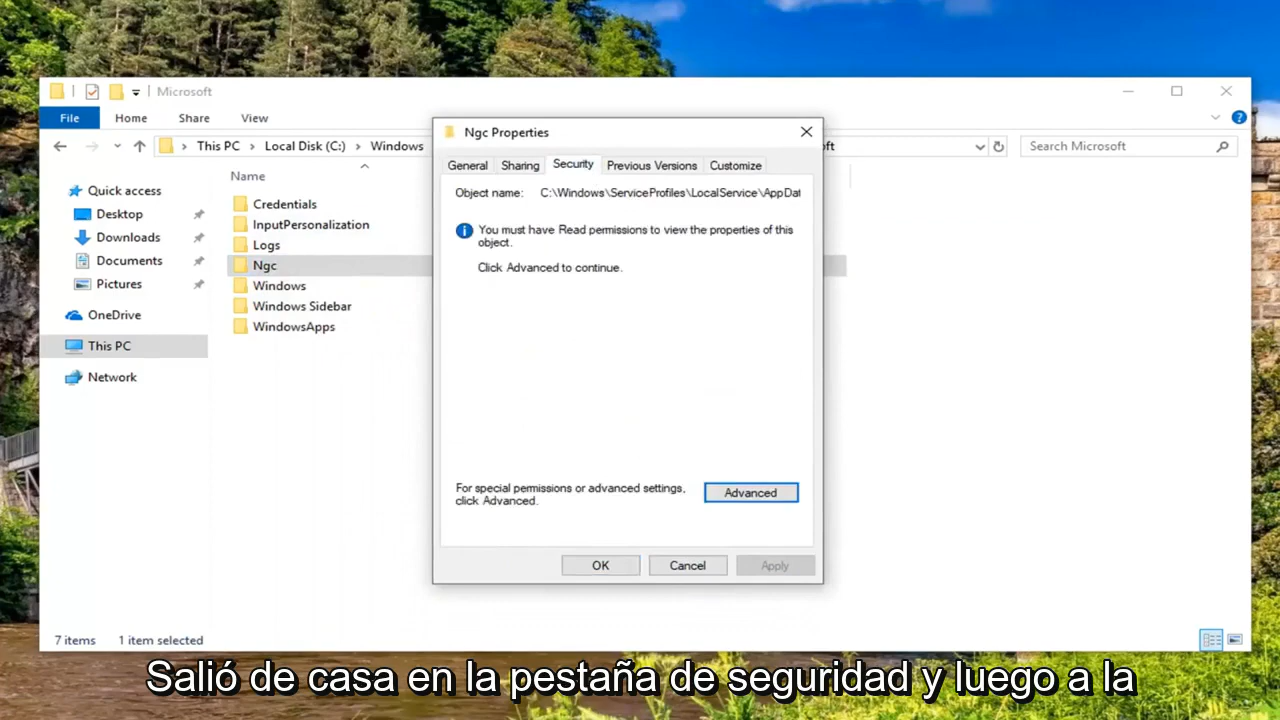 Microsoft
File Home Share View
This PC Local Disk (C:) Windows
Search Microsoft
Quick access
Desktop
Downloads
Documents
Pictures
OneDrive
This PC
Network
Name
Credentials
InputPersonalization
Logs
Ngc
Windows
Windows Sidebar
WindowsApps
Ngc Properties
General Sharing Security Previous Versions Customize
Object name: C:\Windows\ServiceProfiles\LocalService\AppDat
You must have Read permissions to view the properties of this
object.
Click Advanced to continue.
For special permissions or advanced settings,
click Advanced.
Advanced
OK Cancel Apply
7 items 1 item selected
Salió de casa en la pestaña de seguridad y luego a la